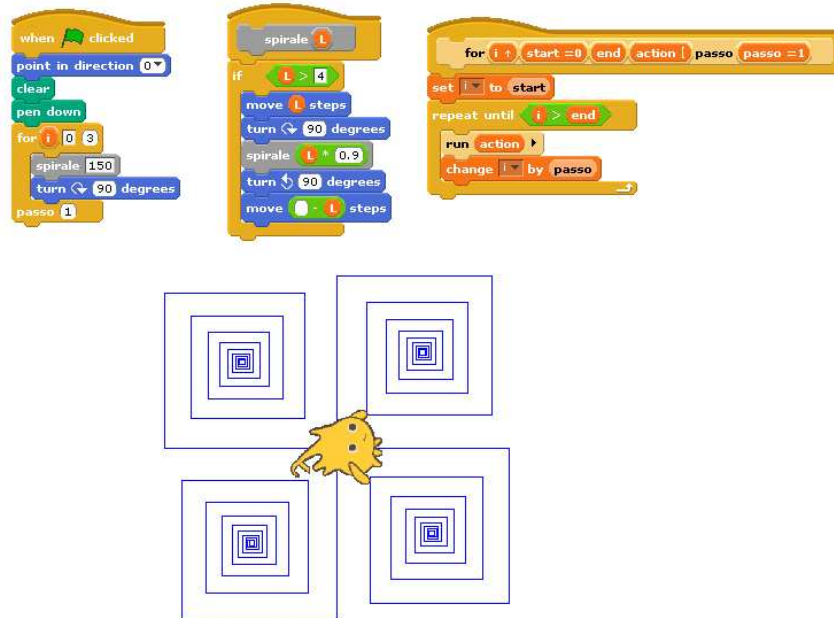 when clicked
point in direction 0
clear
pen down
for i 0 3
spirale 150
turn 90 degrees
passo 1
spirale L
if L > 4
move L steps
turn 90 degrees
spirale L * 0.9
turn 90 degrees
move - L steps
for i ↑ start =0 end action [ passo passo =1
set i to start
repeat until i > end
run action
change i by passo